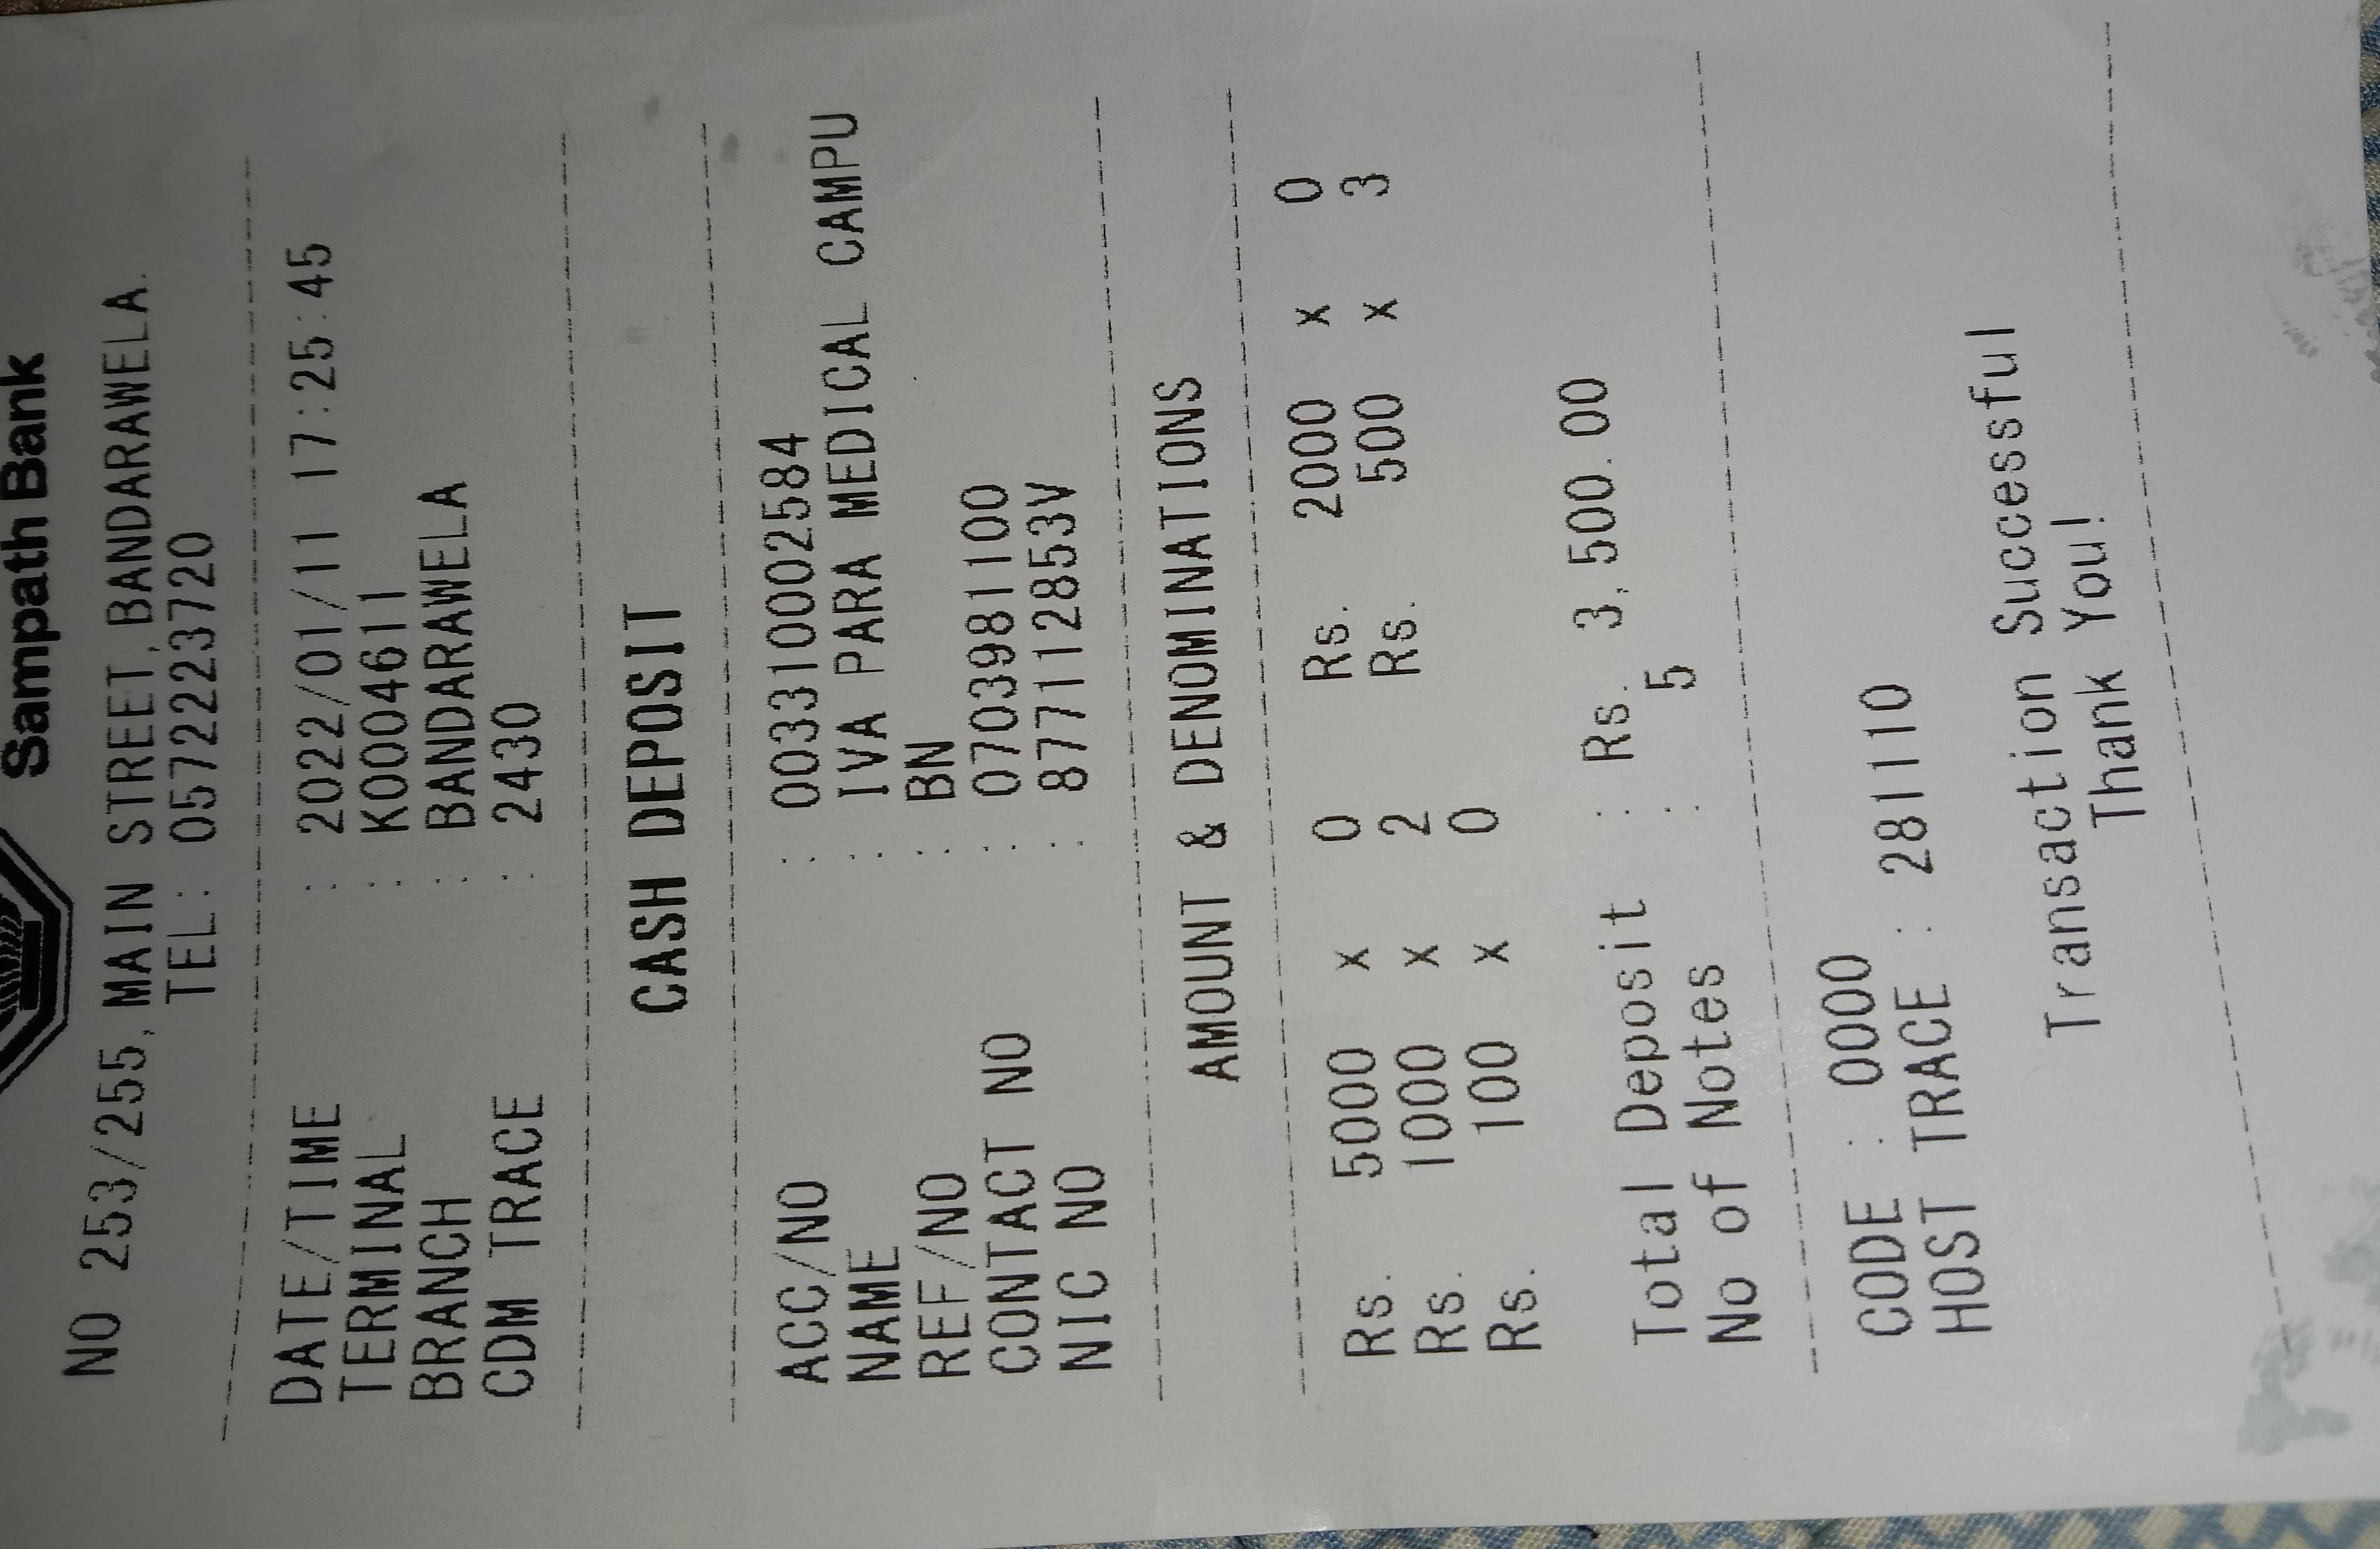 Sampath Bank
NO 253/255, MAIN STREET, BANDARAWELA.
TEL: 0572223720
DATE/TIME : 2022/01/11 17:25:45
TERMINAL : K0004611
BRANCH : BANDARAWELA
CDM TRACE : 2430
CASH DEPOSIT
ACC/NO : 003310002584
NAME : IVA PARA MEDICAL CAMPU
REF/NO : BN
CONTACT NO : 0703981100
NIC NO : 877112853V
AMOUNT & DENOMINATIONS
Rs. 5000 x 0 Rs. 2000 x 0
Rs. 1000 x 2 Rs. 500 x 3
Rs. 100 x 0
Total Deposit : Rs. 3,500.00
No of Notes : 5
CODE : 0000
HOST TRACE : 281110
Transaction Successful
Thank You!